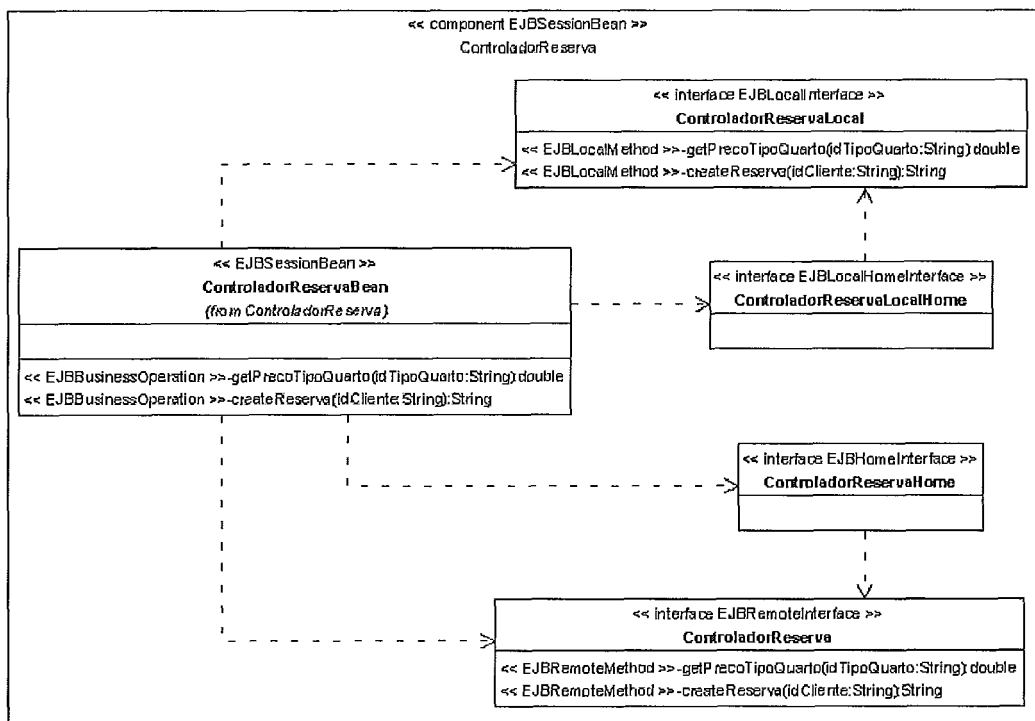 << component EJBSessionBean >>
ControladorReserva
<< interface EJBLocalInterface >>
ControladorReservaLocal
<< EJBLocalMethod >>-getPrecoTipoQuarto(idTipoQuarto:String):double
<< EJBLocalMethod >>-createReserva(idCliente:String):String
<< EJBSessionBean >>
ControladorReservaBean
(from ControladorReserva)
<< EJBBusinessOperation >>-getPrecoTipoQuarto(idTipoQuarto:String):double
<< EJBBusinessOperation >>-createReserva(idCliente:String):String
<< interface EJBLocalHomeInterface >>
ControladorReservaLocalHome
<< interface EJBHomeInterface >>
ControladorReservaHome
<< interface EJBRemoteInterface >>
ControladorReserva
<< EJBRemoteMethod >>-getPrecoTipoQuarto(idTipoQuarto:String):double
<< EJBRemoteMethod >>-createReserva(idCliente:String):String